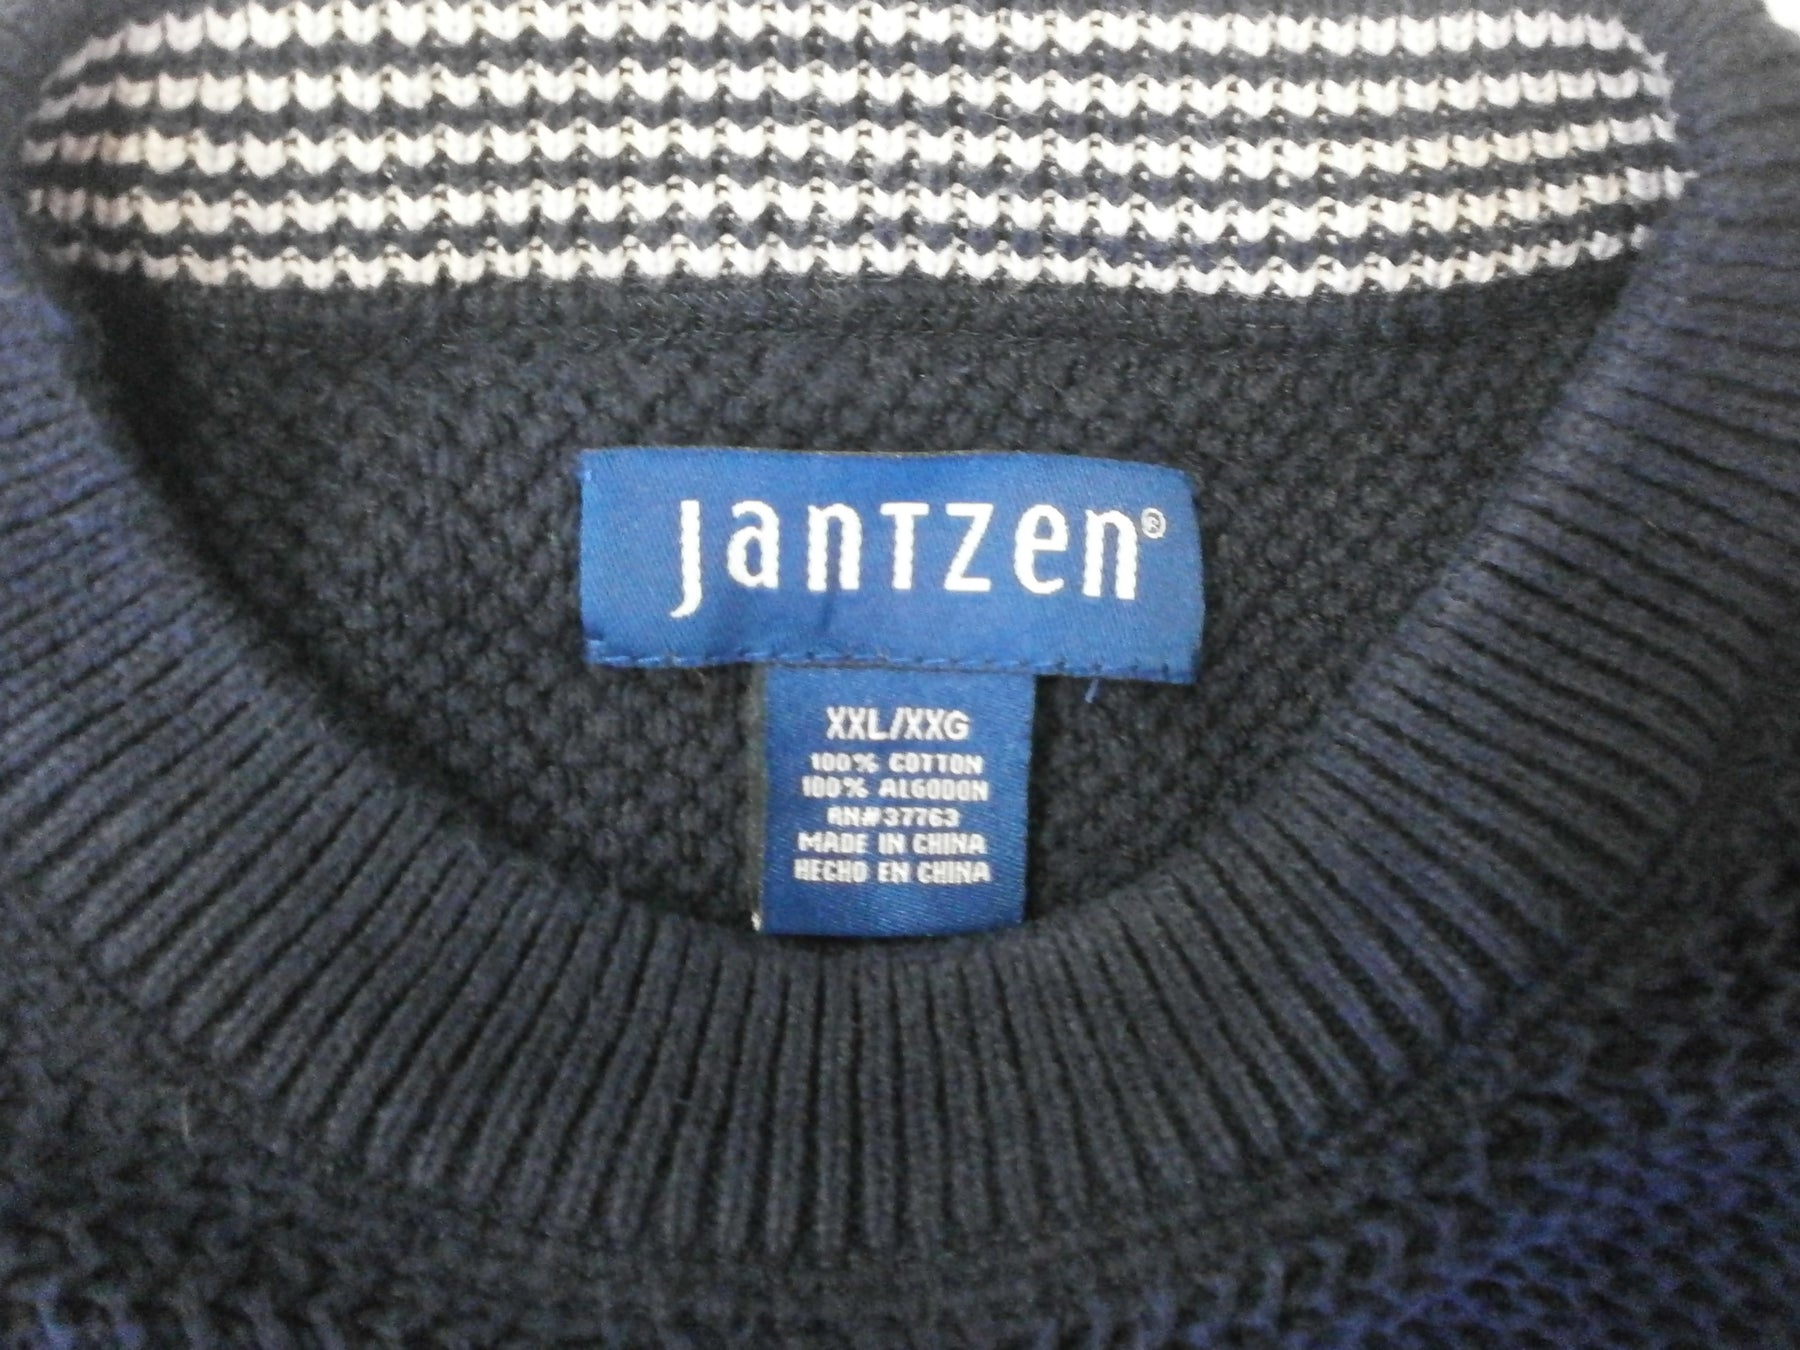 Jantzen®
XXL/XXG
100% COTTON
100% ALGODON
RN#37763
MADE IN CHINA
HECHO EN CHINA